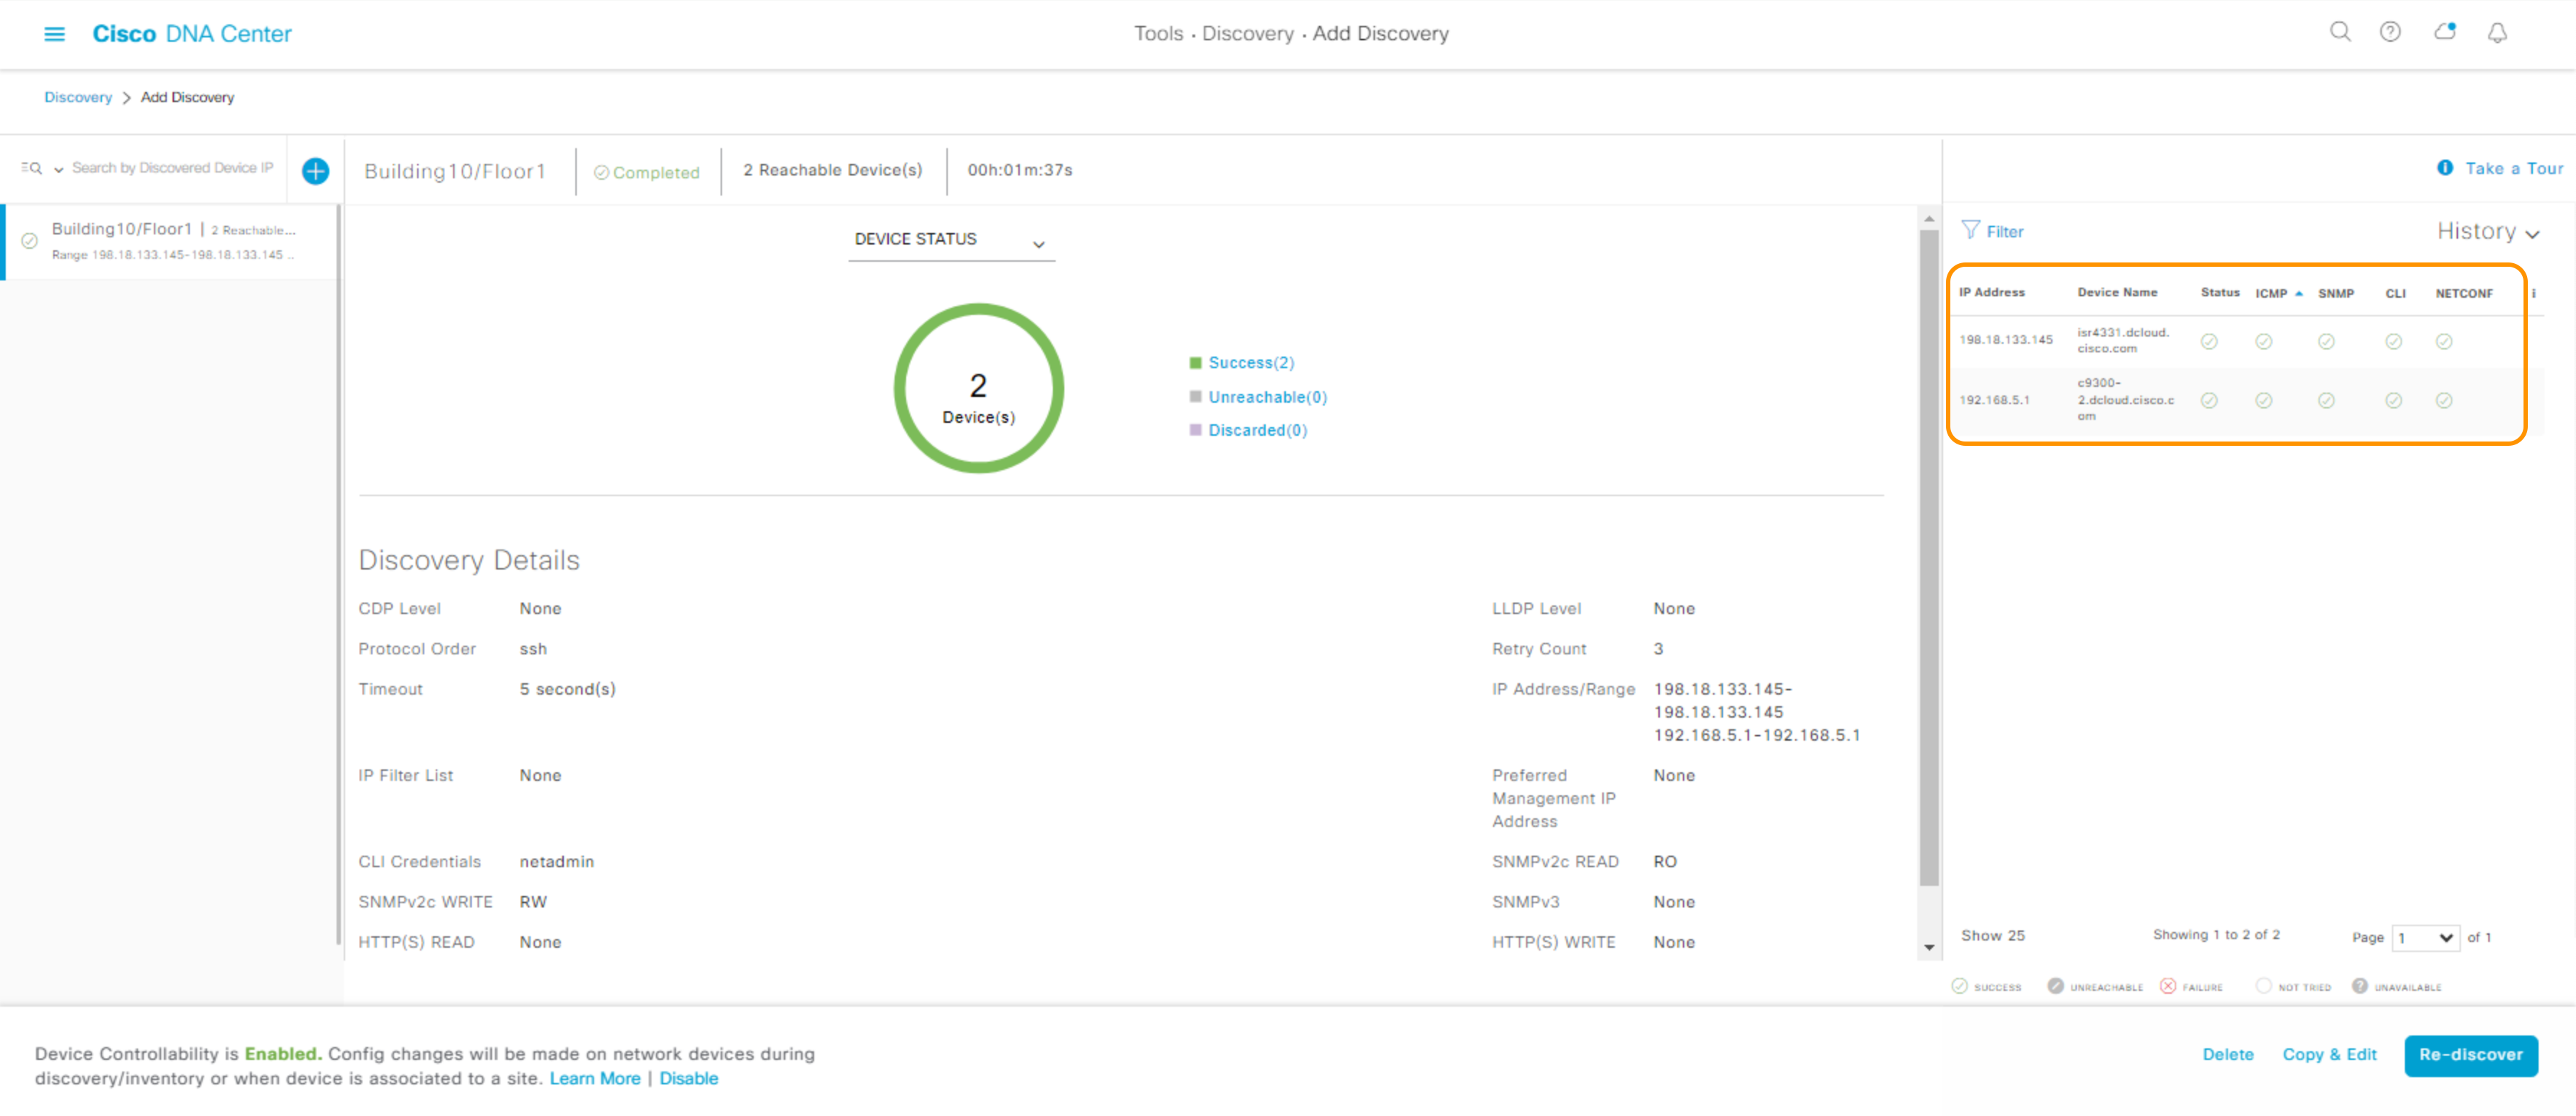 Cisco DNA Center
Tools · Discovery · Add Discovery
Discovery > Add Discovery
Search by Discovered Device IP
Building10/Floor1
Completed
2 Reachable Device(s)
00h:01m:37s
Take a Tour
Building10/Floor1 | 2 Reachable...
Range 198.18.133.145-198.18.133.145 ..
DEVICE STATUS
2
Device(s)
Success(2)
Unreachable(0)
Discarded(0)
Discovery Details
CDP Level None
LLDP Level None
Protocol Order ssh
Retry Count 3
Timeout 5 second(s)
IP Address/Range 198.18.133.145-
198.18.133.145
192.168.5.1-192.168.5.1
IP Filter List None
Preferred None
Management IP
Address
CLI Credentials netadmin
SNMPv2c READ RO
SNMPv2c WRITE RW
SNMPv3 None
HTTP(S) READ None
HTTP(S) WRITE None
Filter
History
IP Address Device Name Status ICMP SNMP CLI NETCONF
198.18.133.145 isr4331.dcloud.
cisco.com
192.168.5.1 c9300-
2.dcloud.cisco.c
om
Show 25
Showing 1 to 2 of 2
Page 1 of 1
SUCCESS UNREACHABLE FAILURE NOT TRIED UNAVAILABLE
Device Controllability is Enabled. Config changes will be made on network devices during
discovery/inventory or when device is associated to a site. Learn More | Disable
Delete
Copy & Edit
Re-discover